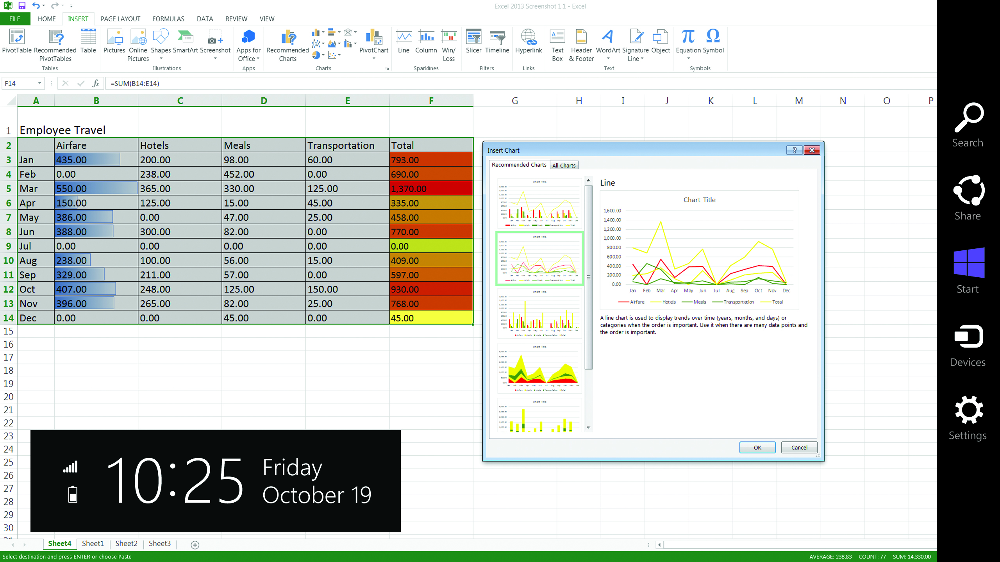 Excel 2013 Screenshot 1.1 - Excel
FILE HOME INSERT PAGE LAYOUT FORMULAS DATA REVIEW VIEW
PivotTable Recommended PivotTables Table Pictures Online Pictures Shapes SmartArt Screenshot Apps for Office Recommended Charts PivotChart Line Column Win/Loss Slicer Timeline Hyperlink Text Box Header & Footer WordArt Signature Line Object Equation Symbol
Tables Illustrations Apps Charts Sparklines Filters Links Text Symbols
F14 fx =SUM(B14:E14)
A B C D E F G H I J K L M N O P
1 Employee Travel
2 Airfare Hotels Meals Transportation Total
3 Jan 435.00 200.00 98.00 60.00 793.00
4 Feb 0.00 238.00 452.00 0.00 690.00
5 Mar 550.00 365.00 330.00 125.00 1,370.00
6 Apr 150.00 125.00 15.00 45.00 335.00
7 May 386.00 0.00 47.00 25.00 458.00
8 Jun 388.00 300.00 82.00 0.00 770.00
9 Jul 0.00 0.00 0.00 0.00 0.00
10 Aug 238.00 100.00 56.00 15.00 409.00
11 Sep 329.00 211.00 57.00 0.00 597.00
12 Oct 407.00 248.00 125.00 150.00 930.00
13 Nov 396.00 265.00 82.00 25.00 768.00
14 Dec 0.00 0.00 45.00 0.00 45.00
15
16
17
18
19
20
21
22
23
24
25
26
27
28
29
30
Insert Chart
Recommended Charts All Charts
Chart Title
Chart Title
Chart Title
Chart Title
Chart Title
Line
Chart Title
1,600.00
1,400.00
1,200.00
1,000.00
800.00
600.00
400.00
200.00
0.00
Jan Feb Mar Apr May Jun Jul Aug Sep Oct Nov Dec
Airfare Hotels Meals Transportation Total
A line chart is used to display trends over time (years, months, and days) or
categories when the order is important. Use it when there are many data points and
the order is important.
OK Cancel
10:25
Friday
October 19
Search
Share
Start
Devices
Settings
Sheet4 Sheet1 Sheet2 Sheet3
Select destination and press ENTER or choose Paste
AVERAGE: 238.83 COUNT: 77 SUM: 14,330.00